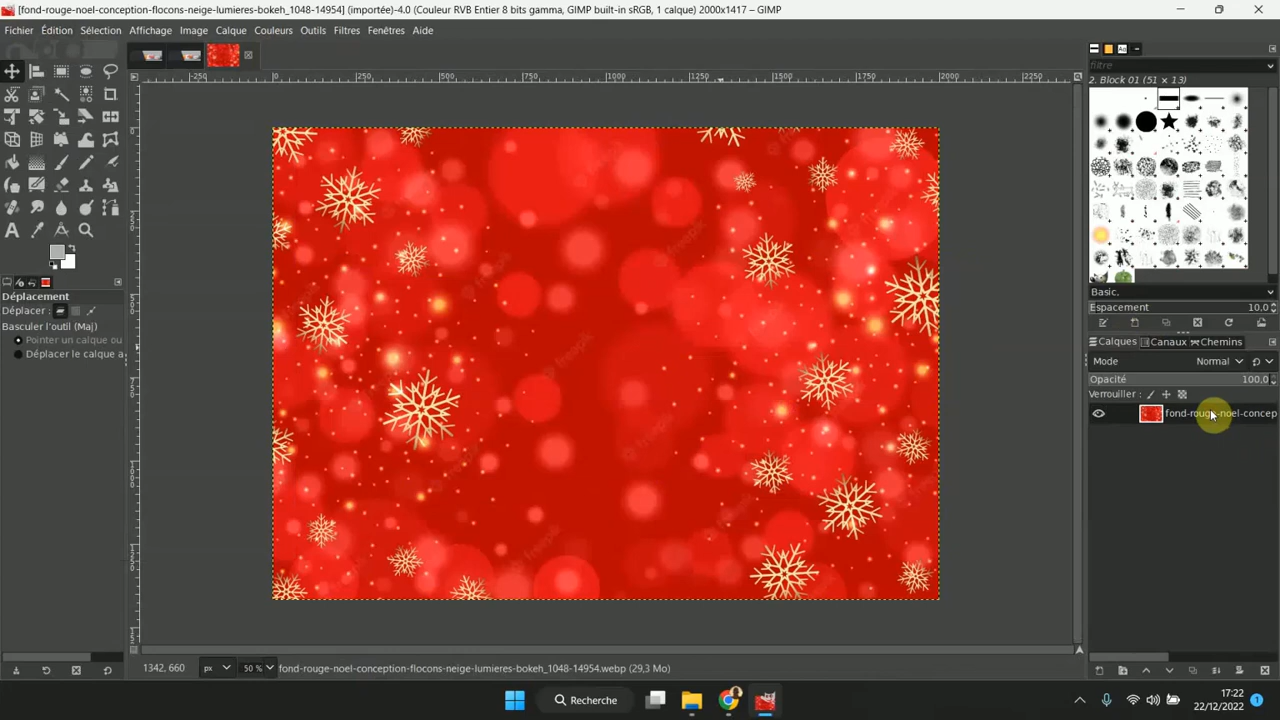 [fond-rouge-noel-conception-flocons-neige-lumieres-bokeh_1048-14954] (importée)-4.0 (Couleur RVB Entier 8 bits gamma, GIMP built-in sRGB, 1 calque) 2000x1417 – GIMP
Fichier Édition Sélection Affichage Image Calque Couleurs Outils Filtres Fenêtres Aide
filtre
2. Block 01 (51 × 13)
-250 0 250 500 750 1000 1250 1500 1750 2000 2250
Déplacement
Déplacer :
Basculer l'outil (Maj)
Pointer un calque ou
Déplacer le calque a
Basic.
Espacement 10,0
Calques Canaux Chemins
Mode Normal
Opacité 100,0
Verrouiller :
fond-rouge-noel-concep
1342, 660 px 50 % fond-rouge-noel-conception-flocons-neige-lumieres-bokeh_1048-14954.webp (29,3 Mo)
Recherche
17:22
22/12/2022
1